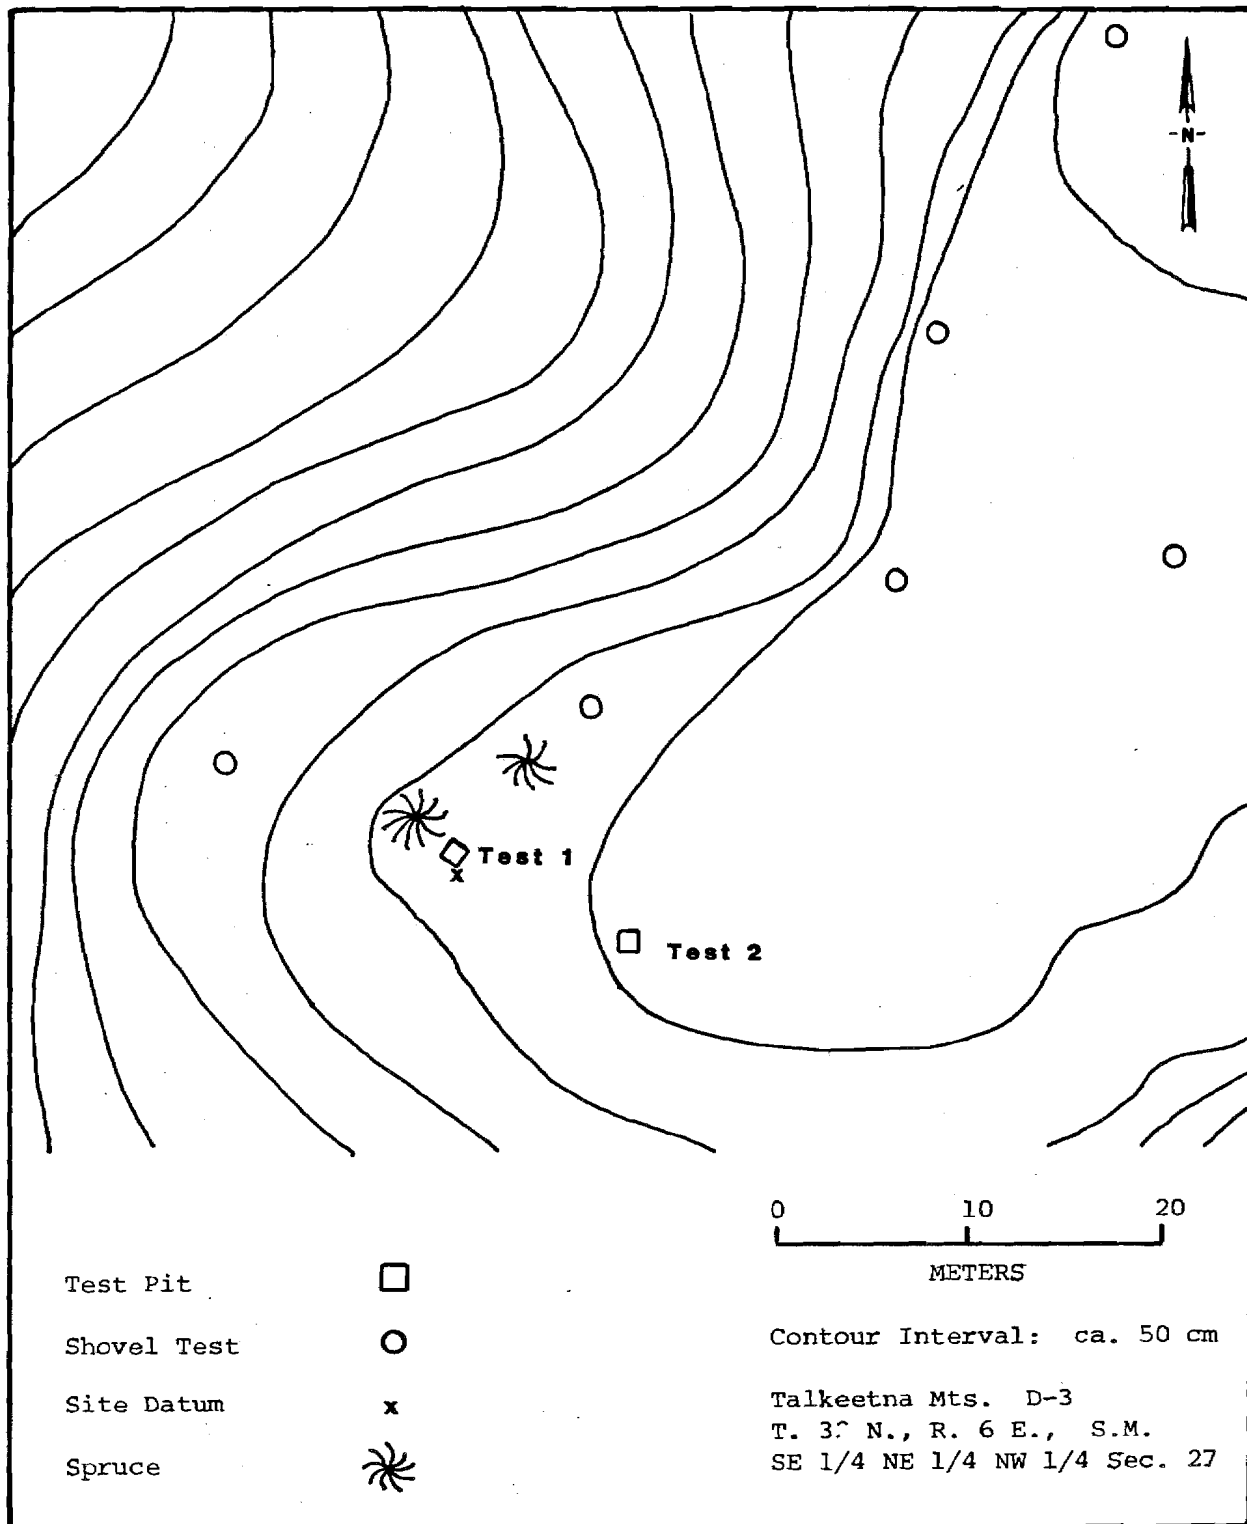 -N-
Test 1
x
Test 2
0 10 20
METERS
Test Pit
Shovel Test
Site Datum x
Spruce
Contour Interval: ca. 50 cm
Talkeetna Mts. D-3
T. N., R. 6 E., S.M.
SE 1/4 NE 1/4 NW 1/4 Sec. 27